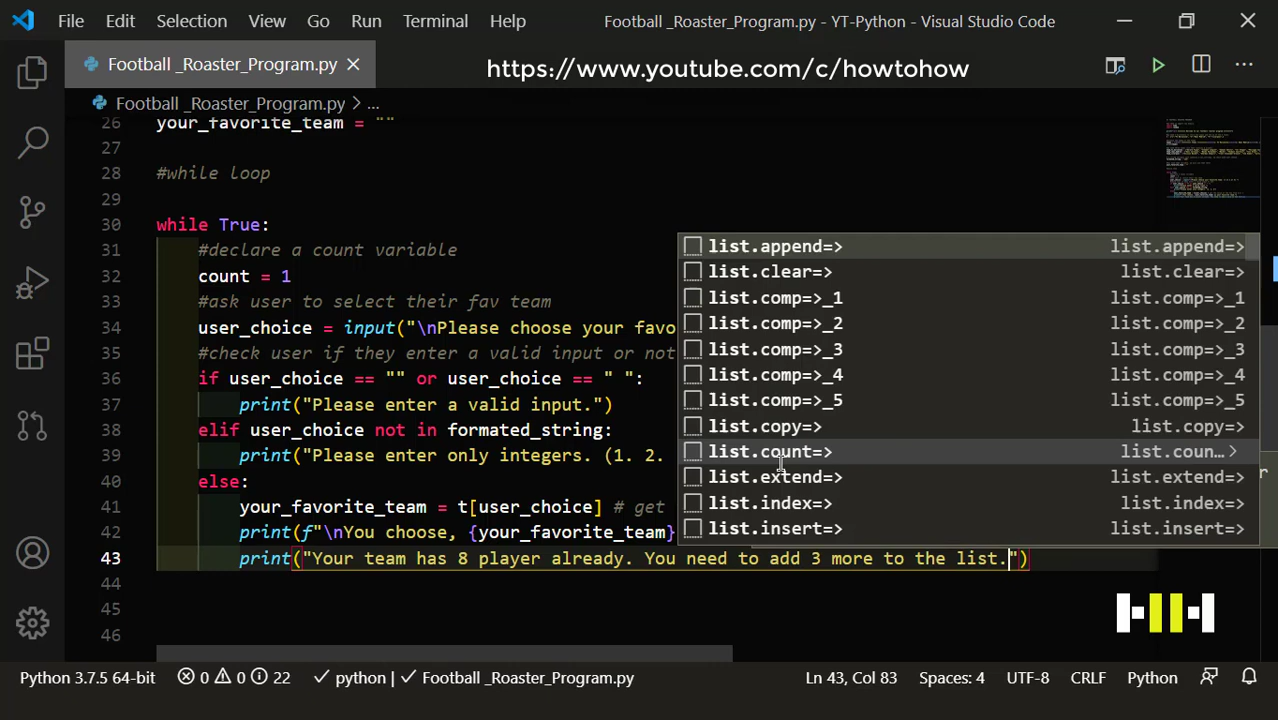 File Edit Selection View Go Run Terminal Help Football _Roaster_Program.py - YT-Python - Visual Studio Code
Football _Roaster_Program.py
https://www.youtube.com/c/howtohow
Football _Roaster_Program.py > ...
26 your_favorite_team = ""
27
28 #while loop
29
30 while True:
31 #declare a count variable
32 count = 1
33 #ask user to select their fav team
34 user_choice = input("\nPlease choose your favo
35 #check user if they enter a valid input or not
36 if user_choice == "" or user_choice == " ":
37 print("Please enter a valid input.")
38 elif user_choice not in formated_string:
39 print("Please enter only integers. (1. 2.
40 else:
41 your_favorite_team = t[user_choice] # get
42 print(f"\nYou choose, {your_favorite_team}
43 print("Your team has 8 player already. You need to add 3 more to the list.")
44
45
46
list.append=> list.append=>
list.clear=> list.clear=>
list.comp=>_1 list.comp=>_1
list.comp=>_2 list.comp=>_2
list.comp=>_3 list.comp=>_3
list.comp=>_4 list.comp=>_4
list.comp=>_5 list.comp=>_5
list.copy=> list.copy=>
list.count=> list.coun… >
list.extend=> list.extend=>
list.index=> list.index=>
list.insert=> list.insert=>
Python 3.7.5 64-bit 0 0 22 python | Football _Roaster_Program.py Ln 43, Col 83 Spaces: 4 UTF-8 CRLF Python